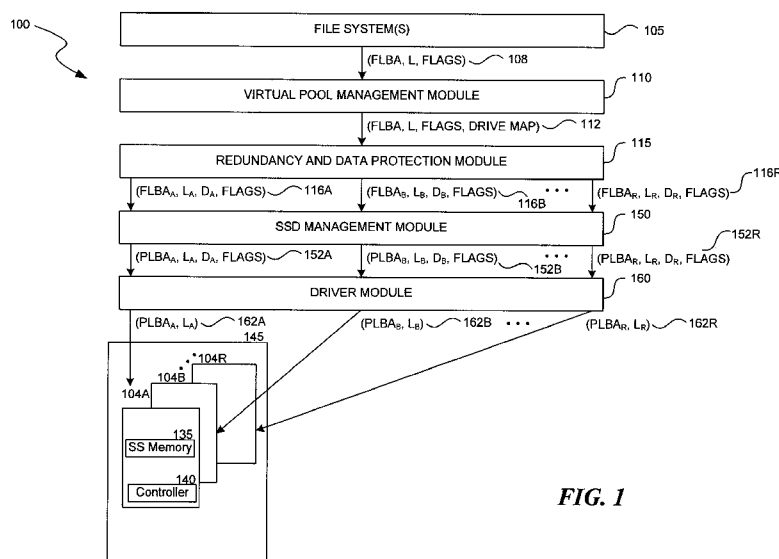 100
FILE SYSTEM(S)
105
(FLBA, L, FLAGS) 108
110
VIRTUAL POOL MANAGEMENT MODULE
(FLBA, L, FLAGS, DRIVE MAP) 112
115
REDUNDANCY AND DATA PROTECTION MODULE
(FLBAA, LA, DA, FLAGS) 116A (FLBAB, LB, DB, FLAGS) 116B • • • (FLBAR, LR, DR, FLAGS) 116R
150
SSD MANAGEMENT MODULE
152R
(PLBAA, LA, DA, FLAGS) 152A (PLBAB, LB, DB, FLAGS) 152B • • • (PLBAR, LR, DR, FLAGS)
160
DRIVER MODULE
(PLBAA, LA) 162A (PLBAB, LB) 162B • • • (PLBAR, LR) 162R
145
104R
104B
104A
135
SS Memory
140
Controller
FIG. 1